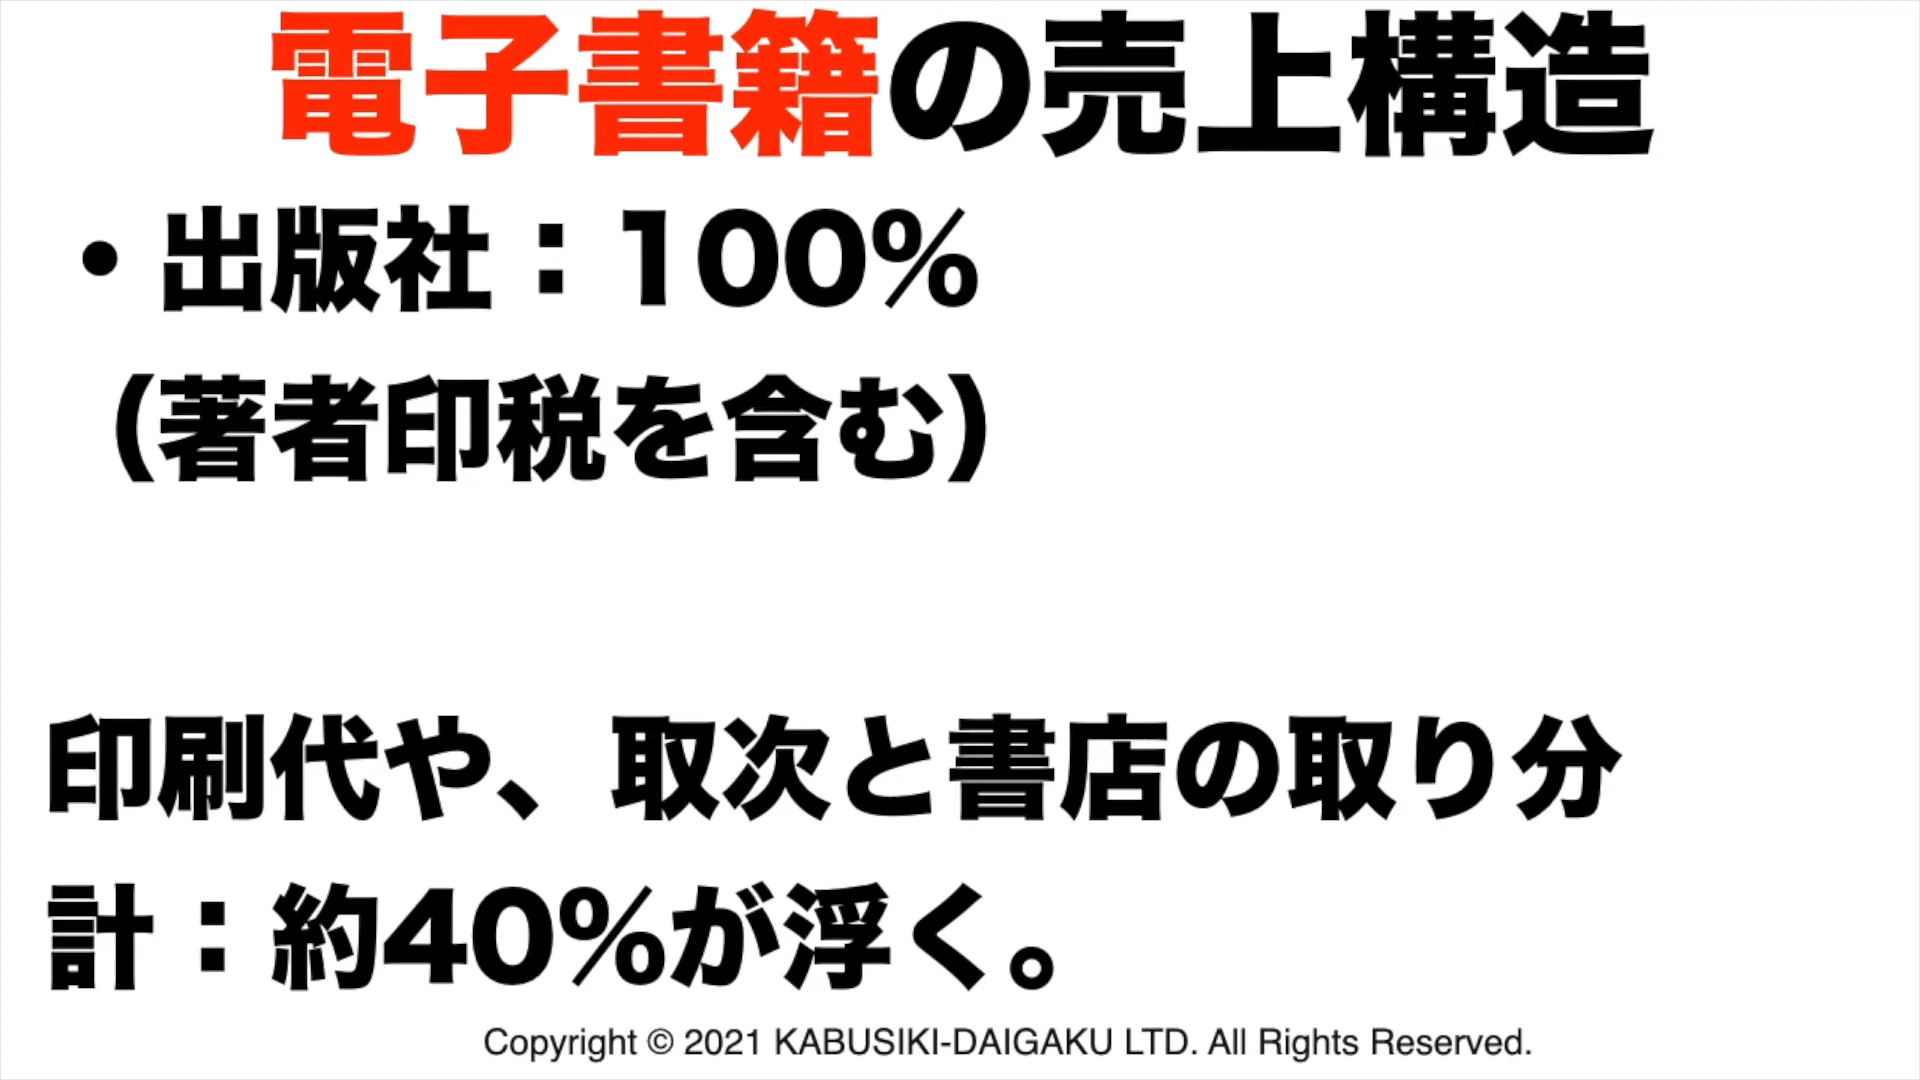 電子書籍の売上構造
・出版社：100%
（著者印税を含む）
印刷代や、取次と書店の取り分
計：約40%が浮く。
Copyright © 2021 KABUSIKI-DAIGAKU LTD. All Rights Reserved.